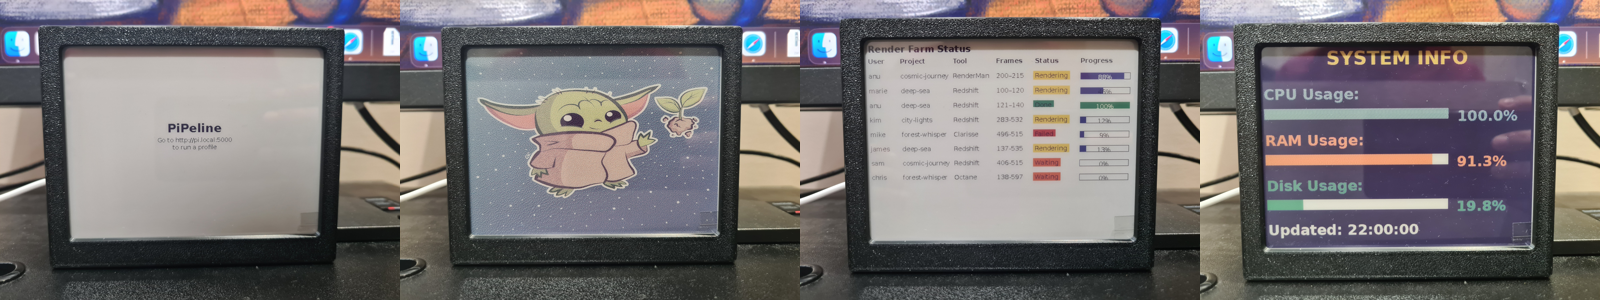 PiPeline
Go to http://pi.local:5000
to run a profile
Render Farm Status
User Project Tool Frames Status Progress
anu cosmic-journey RenderMan 200-215 Rendering 88%
marie deep-sea Redshift 100-120 Rendering
anu deep-sea Redshift 121-140 100%
kim city-lights Redshift 283-532 Rendering 12%
mike forest-whisper Clarisse 496-515 Failed 9%
james deep-sea Redshift 137-535 Rendering 13%
sam cosmic-journey Redshift 406-515 Waiting 0%
chris forest-whisper Octane 138-597 Waiting 0%
SYSTEM INFO
CPU Usage:
100.0%
RAM Usage:
91.3%
Disk Usage:
19.8%
Updated: 22:00:00